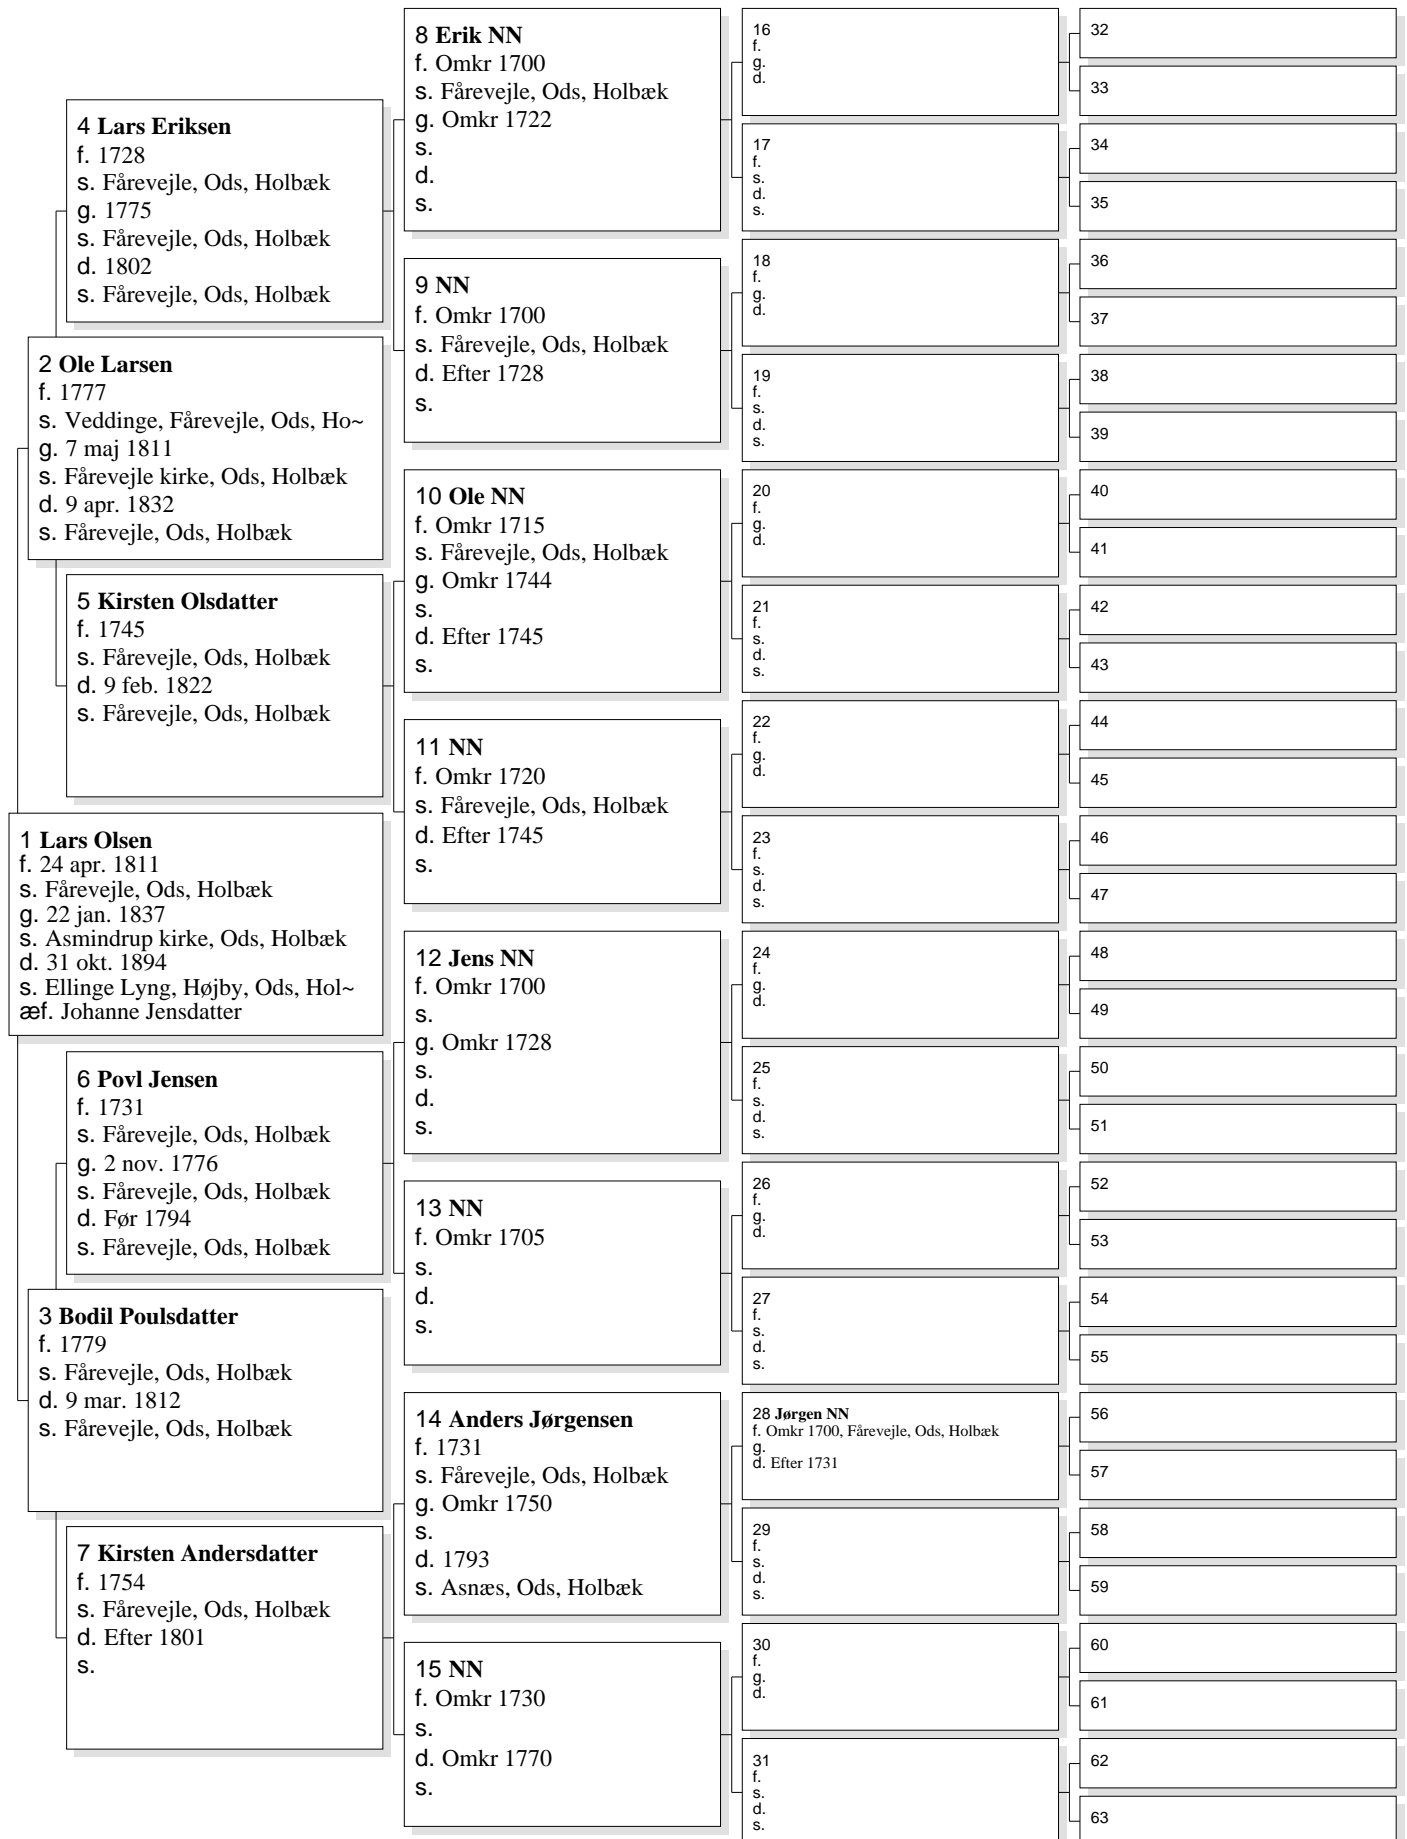 4 Lars Eriksen
f. 1728
s. Fårevejle, Ods, Holbæk
g. 1775
s. Fårevejle, Ods, Holbæk
d. 1802
s. Fårevejle, Ods, Holbæk
2 Ole Larsen
f. 1777
s. Veddinge, Fårevejle, Ods, Ho~
g. 7 maj 1811
s. Fårevejle kirke, Ods, Holbæk
d. 9 apr. 1832
s. Fårevejle, Ods, Holbæk
5 Kirsten Olsdatter
f. 1745
s. Fårevejle, Ods, Holbæk
d. 9 feb. 1822
s. Fårevejle, Ods, Holbæk
1 Lars Olsen
f. 24 apr. 1811
s. Fårevejle, Ods, Holbæk
g. 22 jan. 1837
s. Asmindrup kirke, Ods, Holbæk
d. 31 okt. 1894
s. Ellinge Lyng, Højby, Ods, Hol~
æf. Johanne Jensdatter
6 Povl Jensen
f. 1731
s. Fårevejle, Ods, Holbæk
g. 2 nov. 1776
s. Fårevejle, Ods, Holbæk
d. Før 1794
s. Fårevejle, Ods, Holbæk
3 Bodil Poulsdatter
f. 1779
s. Fårevejle, Ods, Holbæk
d. 9 mar. 1812
s. Fårevejle, Ods, Holbæk
7 Kirsten Andersdatter
f. 1754
s. Fårevejle, Ods, Holbæk
d. Efter 1801
s.
8 Erik NN
f. Omkr 1700
s. Fårevejle, Ods, Holbæk
g. Omkr 1722
s.
d.
s.
9 NN
f. Omkr 1700
s. Fårevejle, Ods, Holbæk
d. Efter 1728
s.
10 Ole NN
f. Omkr 1715
s. Fårevejle, Ods, Holbæk
g. Omkr 1744
s.
d. Efter 1745
s.
11 NN
f. Omkr 1720
s. Fårevejle, Ods, Holbæk
d. Efter 1745
s.
12 Jens NN
f. Omkr 1700
s.
g. Omkr 1728
s.
d.
s.
13 NN
f. Omkr 1705
s.
d.
s.
14 Anders Jørgensen
f. 1731
s. Fårevejle, Ods, Holbæk
g. Omkr 1750
s.
d. 1793
s. Asnæs, Ods, Holbæk
15 NN
f. Omkr 1730
s.
d. Omkr 1770
s.
16
f.
g.
d.
17
f.
s.
d.
s.
18
f.
g.
d.
19
f.
s.
d.
s.
20
f.
g.
d.
21
f.
s.
d.
s.
22
f.
g.
d.
23
f.
s.
d.
s.
24
f.
g.
d.
25
f.
s.
d.
s.
26
f.
g.
d.
27
f.
s.
d.
s.
28 Jørgen NN
f. Omkr 1700, Fårevejle, Ods, Holbæk
g.
d. Efter 1731
29
f.
s.
d.
s.
30
f.
g.
d.
31
f.
s.
d.
s.
32
33
34
35
36
37
38
39
40
41
42
43
44
45
46
47
48
49
50
51
52
53
54
55
56
57
58
59
60
61
62
63